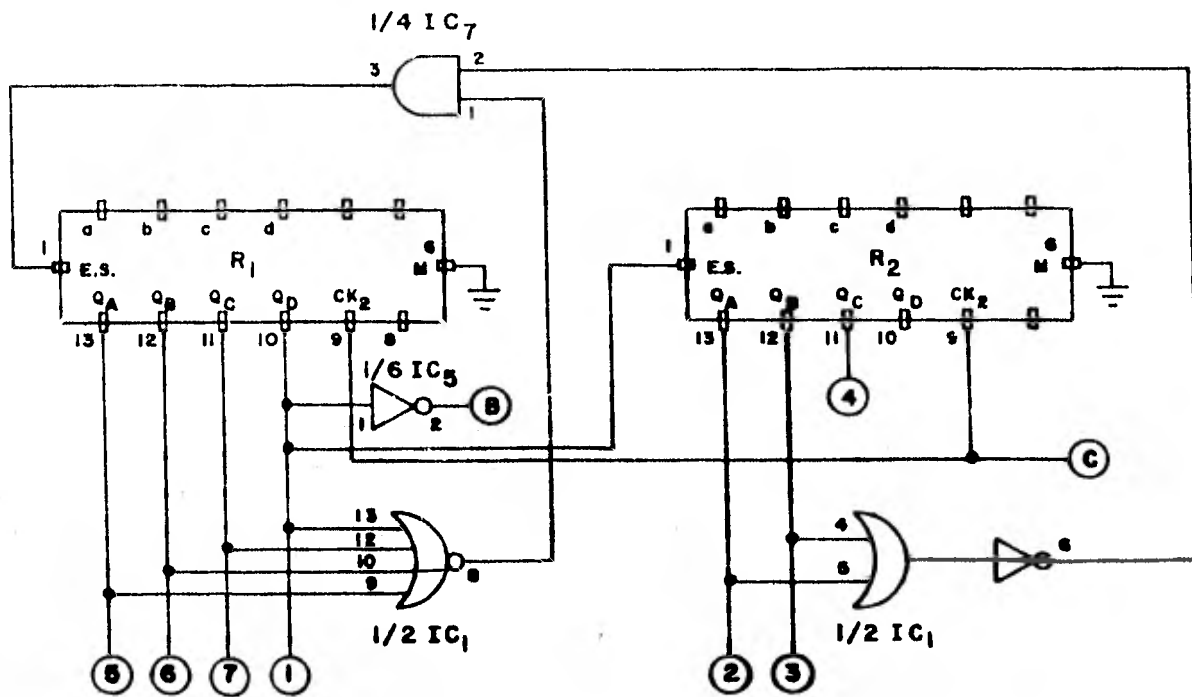 1/4 IC7
3 2
1
a b c d
a b c d
1 E.S. R1 6 M
1 E.S. R2 6 M
QA QB QC QD CK2
QA QB QC QD CK2
13 12 11 10 9 8
13 12 11 10 9
1/6 IC5
1 2 B
4
C
13
12
10
9
8
4
5
6
1/2 IC1
1/2 IC1
5 6 7 1
2 3